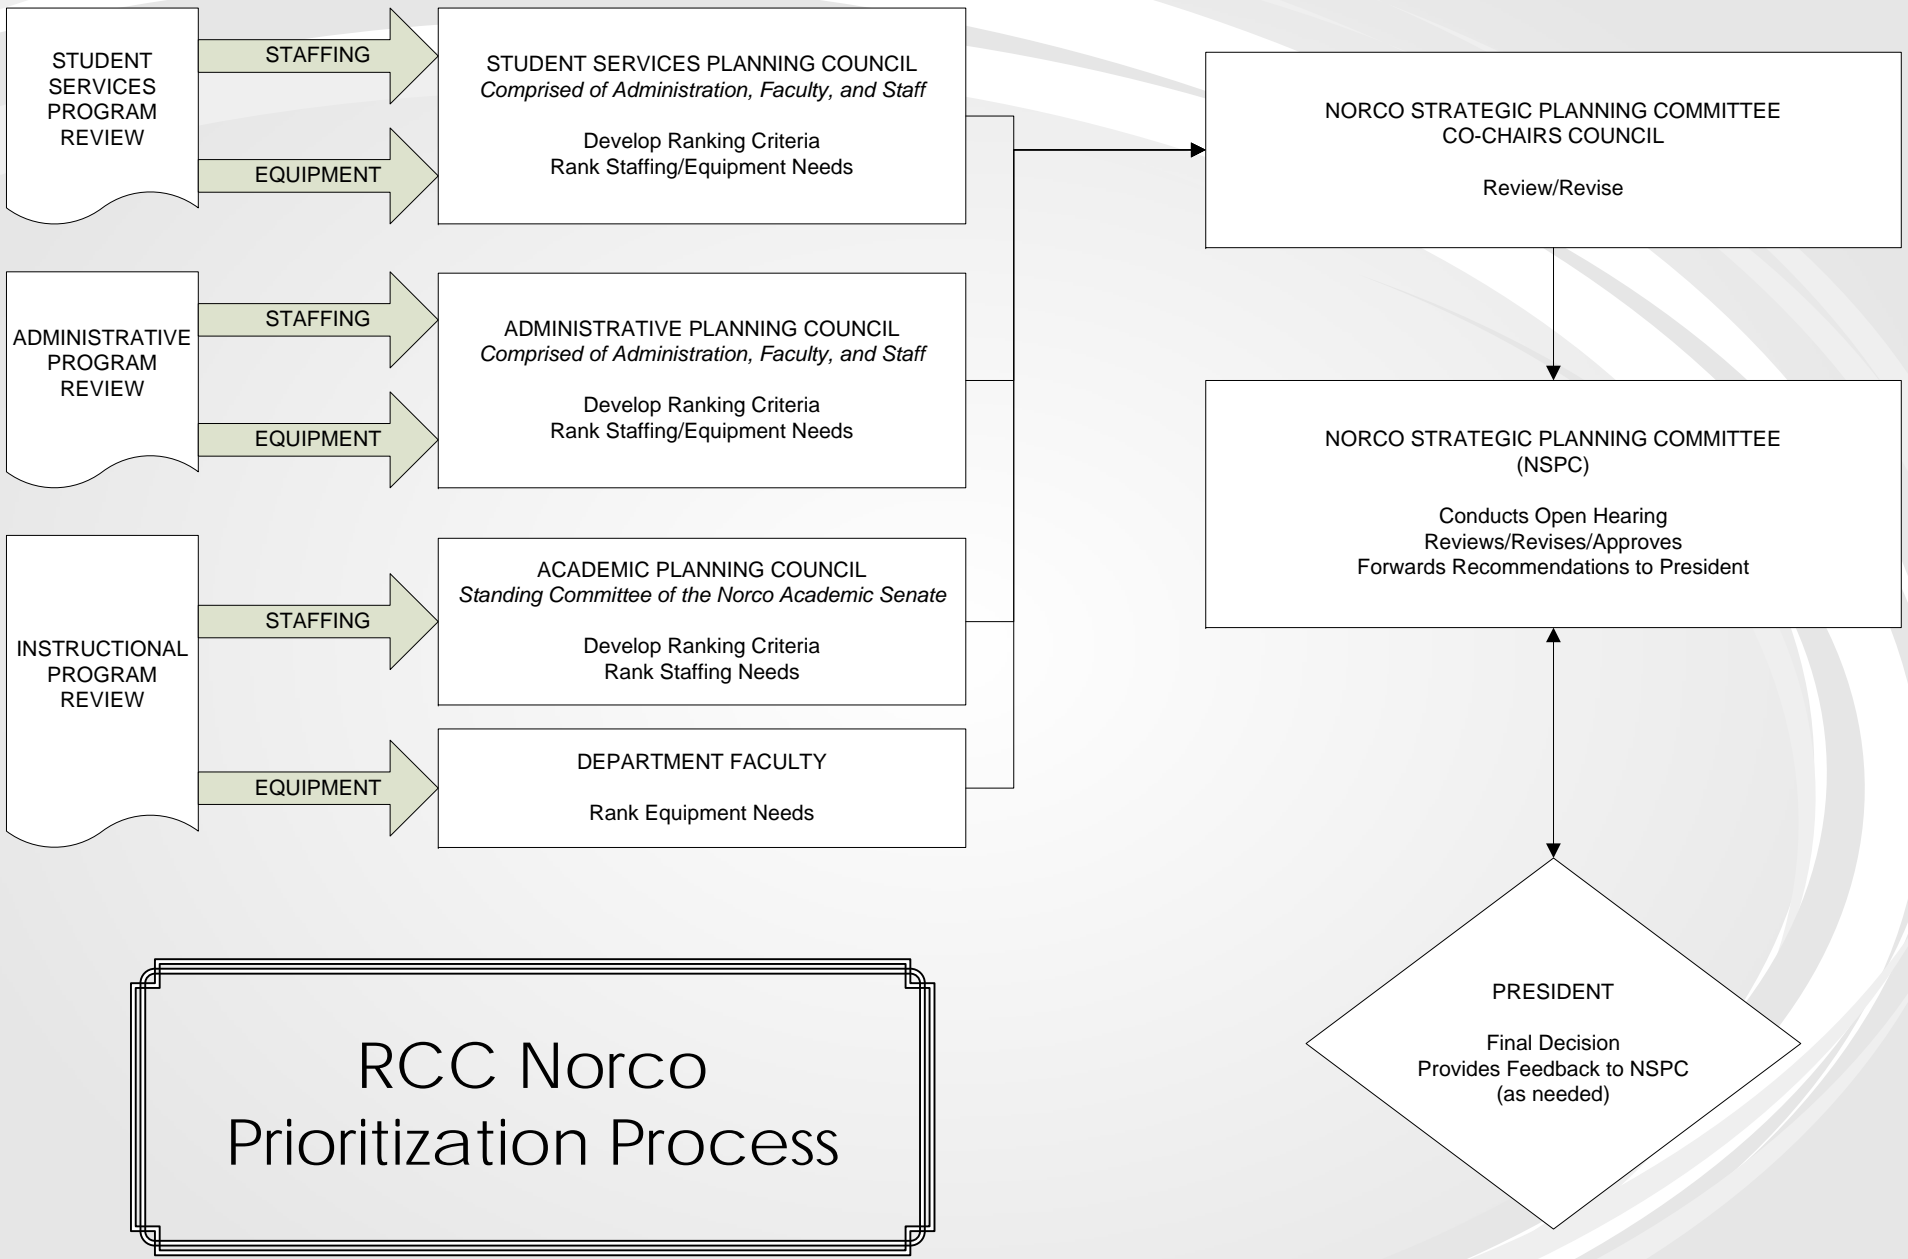 STUDENT
SERVICES
PROGRAM
REVIEW
STAFFING
EQUIPMENT
STUDENT SERVICES PLANNING COUNCIL
Comprised of Administration, Faculty, and Staff
Develop Ranking Criteria
Rank Staffing/Equipment Needs
NORCO STRATEGIC PLANNING COMMITTEE
CO-CHAIRS COUNCIL
Review/Revise
ADMINISTRATIVE
PROGRAM
REVIEW
STAFFING
EQUIPMENT
ADMINISTRATIVE PLANNING COUNCIL
Comprised of Administration, Faculty, and Staff
Develop Ranking Criteria
Rank Staffing/Equipment Needs
NORCO STRATEGIC PLANNING COMMITTEE
(NSPC)
Conducts Open Hearing
Reviews/Revises/Approves
Forwards Recommendations to President
INSTRUCTIONAL
PROGRAM
REVIEW
STAFFING
EQUIPMENT
ACADEMIC PLANNING COUNCIL
Standing Committee of the Norco Academic Senate
Develop Ranking Criteria
Rank Staffing Needs
DEPARTMENT FACULTY
Rank Equipment Needs
PRESIDENT
Final Decision
Provides Feedback to NSPC
(as needed)
RCC Norco
Prioritization Process